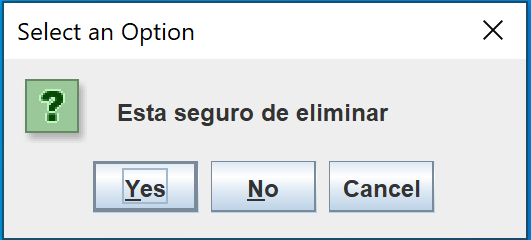 Select an Option
?
Esta seguro de eliminar
Yes No Cancel